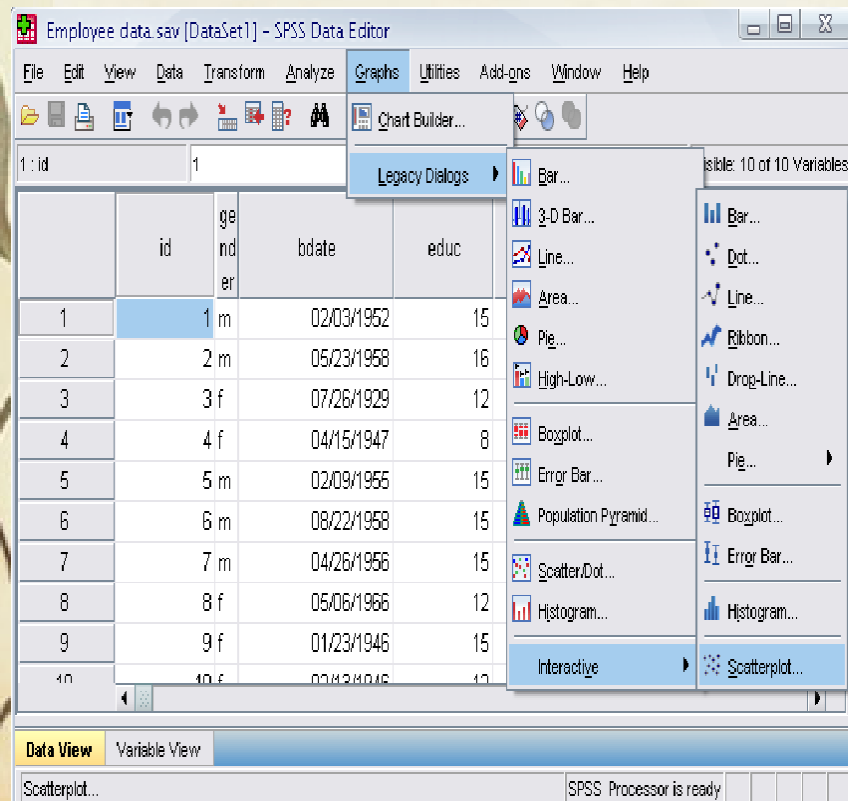 Employee data.sav [DataSet1] - SPSS Data Editor
File Edit View Data Transform Analyze Graphs Utilities Add-ons Window Help
Chart Builder...
Legacy Dialogs
1 : id 1
isible: 10 of 10 Variables
Bar...
3-D Bar...
Line...
Area...
Pie...
High-Low...
Boxplot...
Error Bar...
Population Pyramid...
Scatter/Dot...
Histogram...
Interactive
Bar...
Dot...
Line...
Ribbon...
Drop-Line...
Area...
Pie...
Boxplot...
Error Bar...
Histogram...
Scatterplot...
id gender bdate educ
1 1 m 02/03/1952 15
2 2 m 05/23/1958 16
3 3 f 07/26/1929 12
4 4 f 04/15/1947 8
5 5 m 02/09/1955 15
6 6 m 08/22/1958 15
7 7 m 04/26/1956 15
8 8 f 05/06/1966 12
9 9 f 01/23/1946 15
10 10 f
Data View Variable View
Scatterplot... SPSS Processor is ready